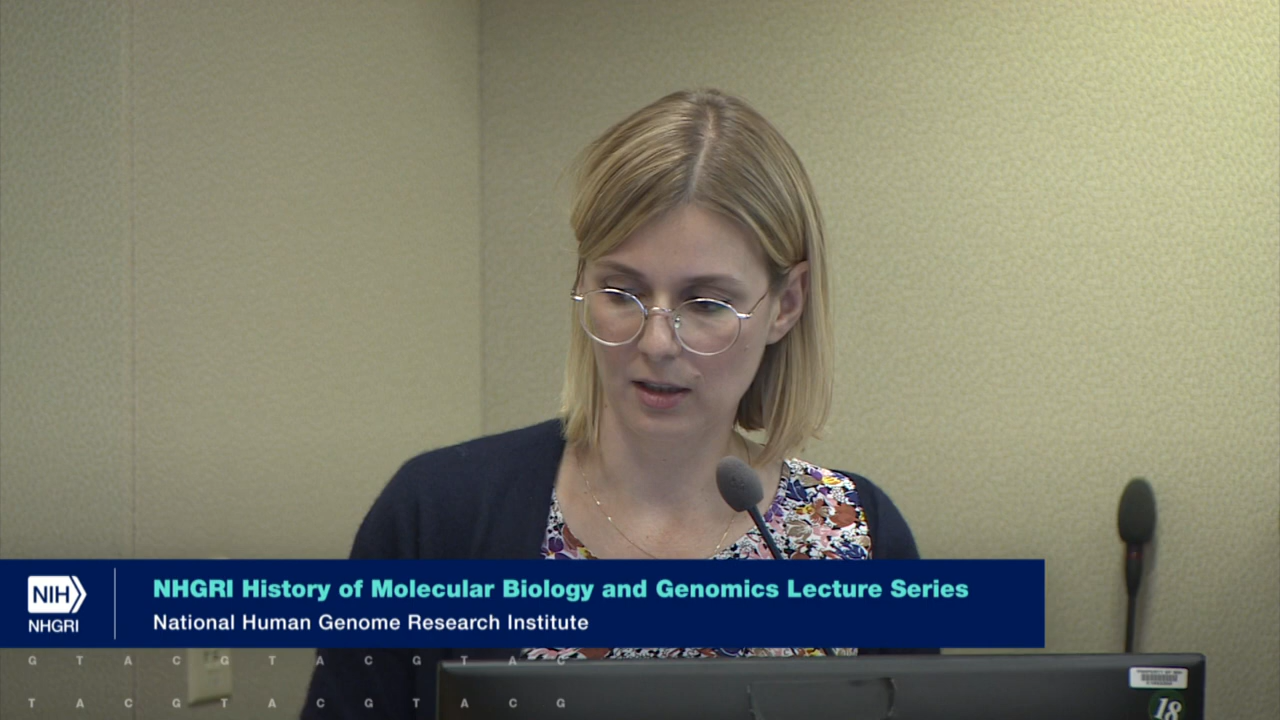 NHGRI History of Molecular Biology and Genomics Lecture Series
NIH
National Human Genome Research Institute
NHGRI
G T A C G T A C G T A C
T A C G T A C G T A C G
18